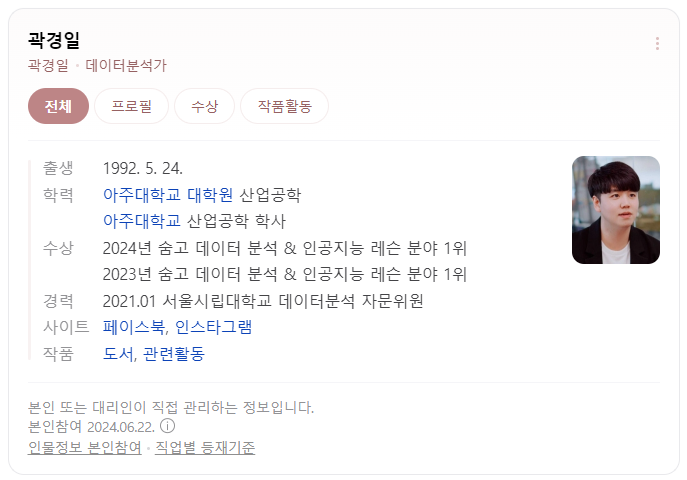 곽경일
곽경일 · 데이터분석가
전체 프로필 수상 작품활동
출생 1992. 5. 24.
학력 아주대학교 대학원 산업공학
아주대학교 산업공학 학사
수상 2024년 숨고 데이터 분석 & 인공지능 레슨 분야 1위
2023년 숨고 데이터 분석 & 인공지능 레슨 분야 1위
경력 2021.01 서울시립대학교 데이터분석 자문위원
사이트 페이스북, 인스타그램
작품 도서, 관련활동
본인 또는 대리인이 직접 관리하는 정보입니다.
본인참여 2024.06.22.
인물정보 본인참여 · 직업별 등재기준